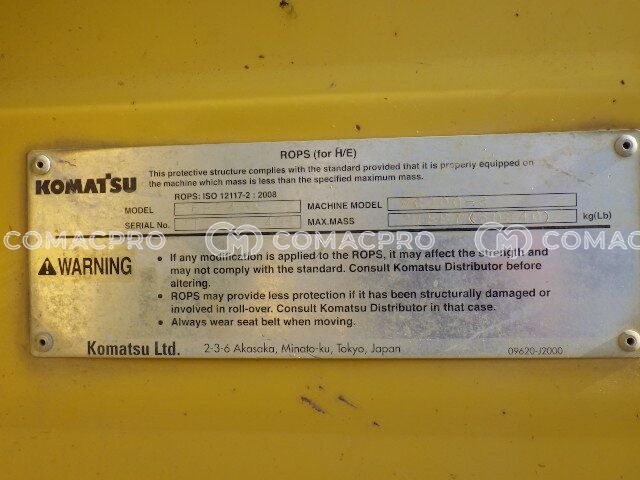 ROPS (for H/E)
KOMATSU
This protective structure complies with the standard provided that it is properly equipped on
the machine which mass is less than the specified maximum mass.
ROPS: ISO 12117-2 : 2008
MODEL
MACHINE MODEL
SERIAL No.
MAX.MASS
kg(Lb)
COMACPRO
COMACPRO
COMACPRO
WARNING
• If any modification is applied to the ROPS, it may affect the strength and
may not comply with the standard. Consult Komatsu Distributor before
altering.
• ROPS may provide less protection if it has been structurally damaged or
involved in roll-over. Consult Komatsu Distributor in that case.
• Always wear seat belt when moving.
Komatsu Ltd.
2-3-6 Akasaka, Minato-ku, Tokyo, Japan
09620-J2000